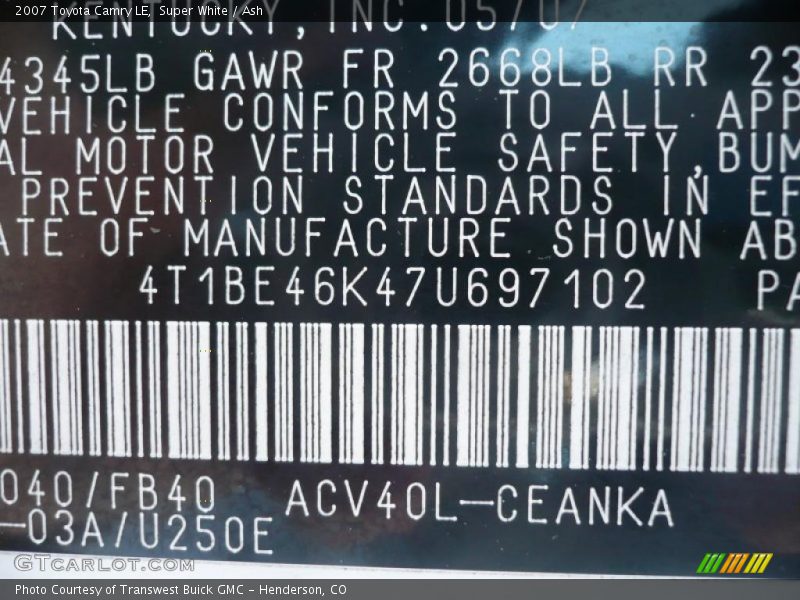 2007 Toyota Camry LE, Super White / Ash
KENTUCKY, INC. 05/07
4345LB GAWR FR 2668LB RR 23
VEHICLE CONFORMS TO ALL APP
AL MOTOR VEHICLE SAFETY, BUM
PREVENTION STANDARDS IN EF
ATE OF MANUFACTURE SHOWN AB
4T1BE46K47U697102 PA
040/FB40 ACV40L-CEANKA
-03A/U250E
GTCARLOT.COM
Photo Courtesy of Transwest Buick GMC - Henderson, CO